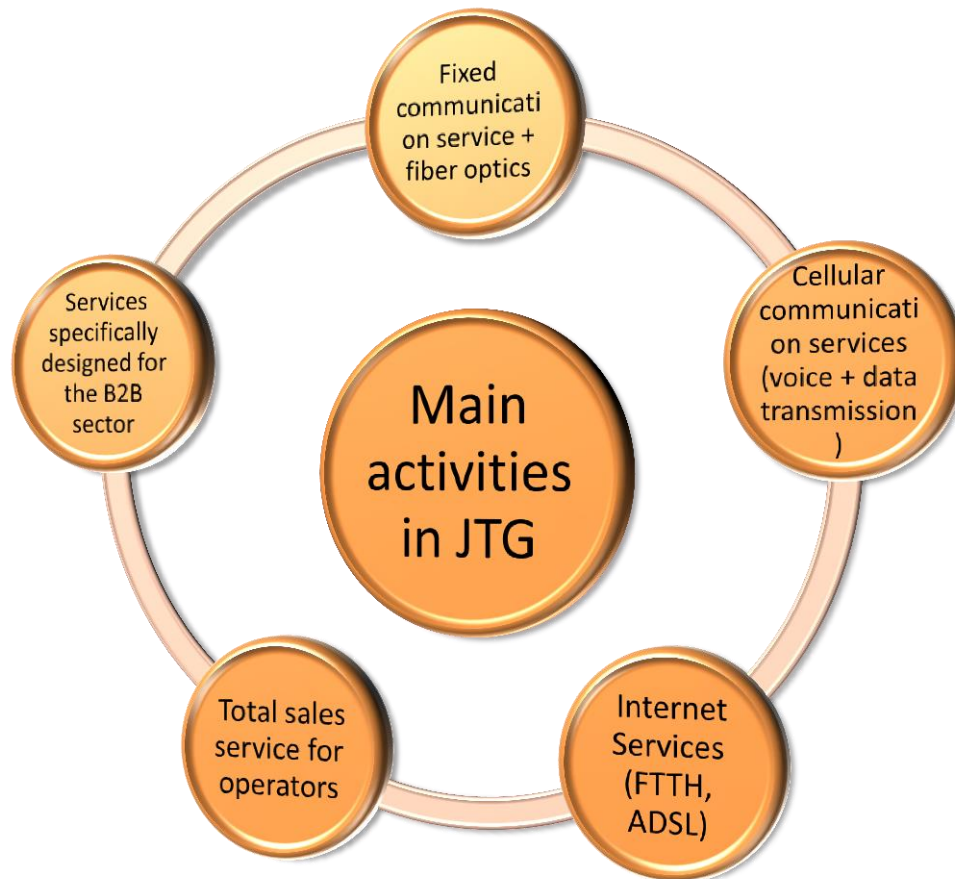 Fixed
communicati
on service +
fiber optics
Cellular
communicati
on services
(voice + data
transmission
)
Internet
Services
(FTTH,
ADSL)
Total sales
service for
operators
Services
specifically
designed for
the B2B
sector
Main
activities
in JTG